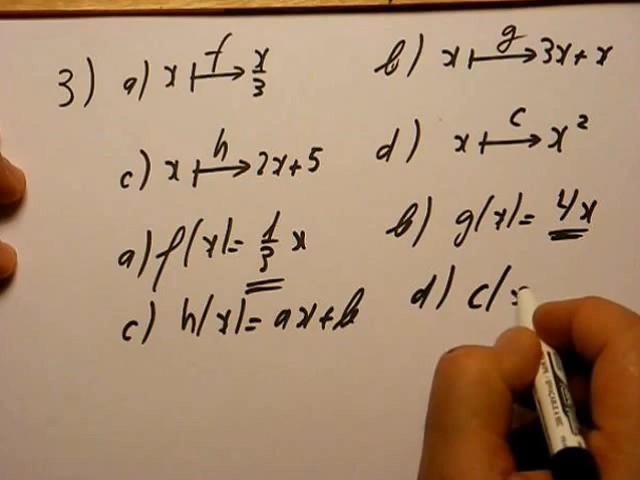 3) a) x ⟼f x/3 b) x ⟼g 3x + x
c) x ⟼h 2x+5 d) x ⟼c x²
a) f(x)= 1/3 x b) g(x)= 4x
c) h(x)= ax+b d) c(x